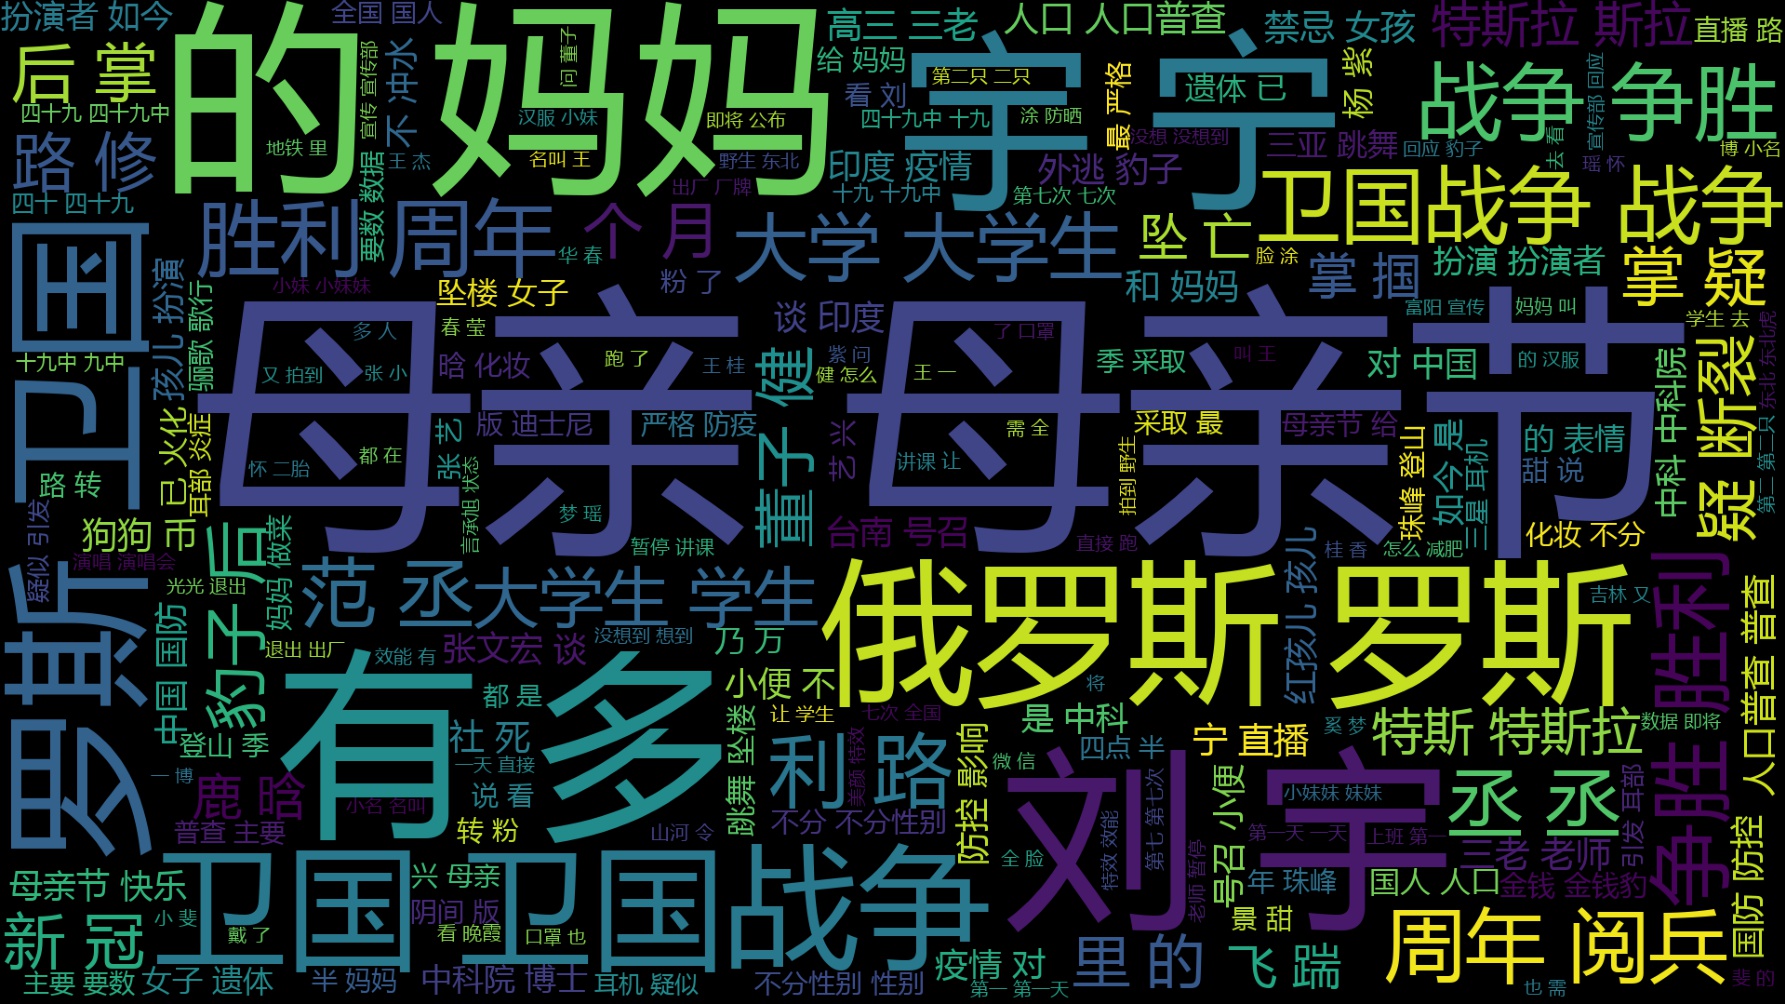 扮演者 如今
全国 国人
的 妈妈
高三 三老
人口 人口普查
禁忌 女孩
特斯拉 斯拉
直播 路
后 掌
四十九 四十九中
宣传 宣传部
不 冲水
汉服 小妹
问 董子
给 妈妈
看 刘
宇 宁
第二只 二只
最 严格
遗体 已
杨 紫
宣传部 回应
战争 争胜
路 修
地铁 里
王 杰
名叫 王
即将 公布
野生 东北
四十九中 十九
涂 防晒
没想 没想到
三亚 跳舞
回应 豹子
去 看
博 小名
瑶 怀
四十 四十九
要数 数据
出厂 厂牌
印度 疫情
十九 十九中
外逃 豹子
第七次 七次
卫国战争 战争
卫国
胜利 周年
个 月
大学 大学生
坠 亡
华 春
粉 了
脸 涂
掌 掴
扮演 扮演者
掌 疑
孩儿 扮演
骊歌 歌行
小妹 小妹妹
坠楼 女子
和 妈妈
富阳 宣传
妈妈 叫
学生 去
东北 东北虎
母亲 母亲节
春 莹
多 人
谈 印度
了 口罩
的 汉服
十九中 九中
又 拍到
张 小
晗 化妆
跑 了
王 桂
董子 健
紫 问
健 怎么
王 一
季 采取
叫 王
对 中国
中科 中科院
疑 断裂
第二 第二只
已 火化
耳部 炎症
版 迪士尼
严格 防疫
张 艺
艺 兴
需 全
采取 最
母亲节 给
如今 是
的 表情
怀 二胎
都 在
讲课 让
拍到 野生
珠峰 登山
三星 耳机
甜 说
路 转
言承旭 状态
梦 瑶
疑似 引发
狗狗 币
豹子 后
妈妈 做菜
暂停 讲课
台南 号召
直接 跑
桂 香
怎么 减肥
化妆 不分
演唱 演唱会
罗斯
光光 退出
范 丞
大学生 学生
俄罗斯 罗斯
红孩儿 孩儿
吉林 又
争胜 胜利
人口普查 普查
中国 国防
退出 出厂
没想到 想到
乃 万
效能 有
张文宏 谈
有 多
都 是
小便 不
将
登山 季
社 死
跳舞 坠楼
让 学生
七次 全国
是 中科
奚 梦
数据 即将
一 博
一天 直接
利 路
美颜 特效
防控 影响
微 信
四点 半
宁 直播
特斯 特斯拉
鹿 晗
小名 名叫
说 看
刘 宇
号召 小便
小妹妹 妹妹
丞 丞
普查 主要
转 粉
山河 令
不分 不分性别
全 脸
特效 效能
第七 第七次
第一天 一天
上班 第一
引发 耳部
国防 防控
三老 老师
母亲节 快乐
卫国 卫国战争
兴 母亲
老师 暂停
年 珠峰
国人 人口
金钱 金钱豹
新 冠
小 斐
阴间 版
戴 了
看 晚霞
口罩 也
景 甜
周年 阅兵
主要 要数
女子 遗体
半 妈妈
中科院 博士
耳机 疑似
不分性别 性别
疫情 对
第一 第一天
里 的
飞 踹
也 需
斐 的